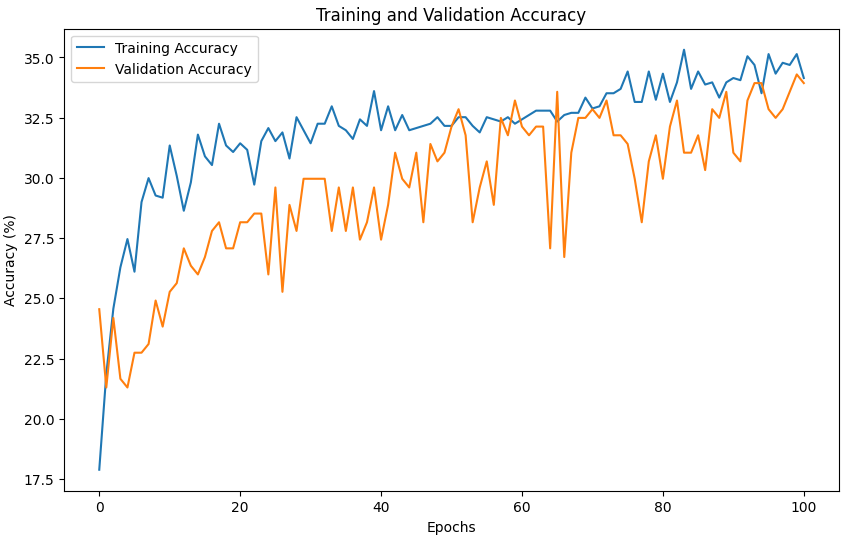 Training and Validation Accuracy
Training Accuracy
Validation Accuracy
Accuracy (%)
35.0
32.5
30.0
27.5
25.0
22.5
20.0
17.5
0 20 40 60 80 100
Epochs